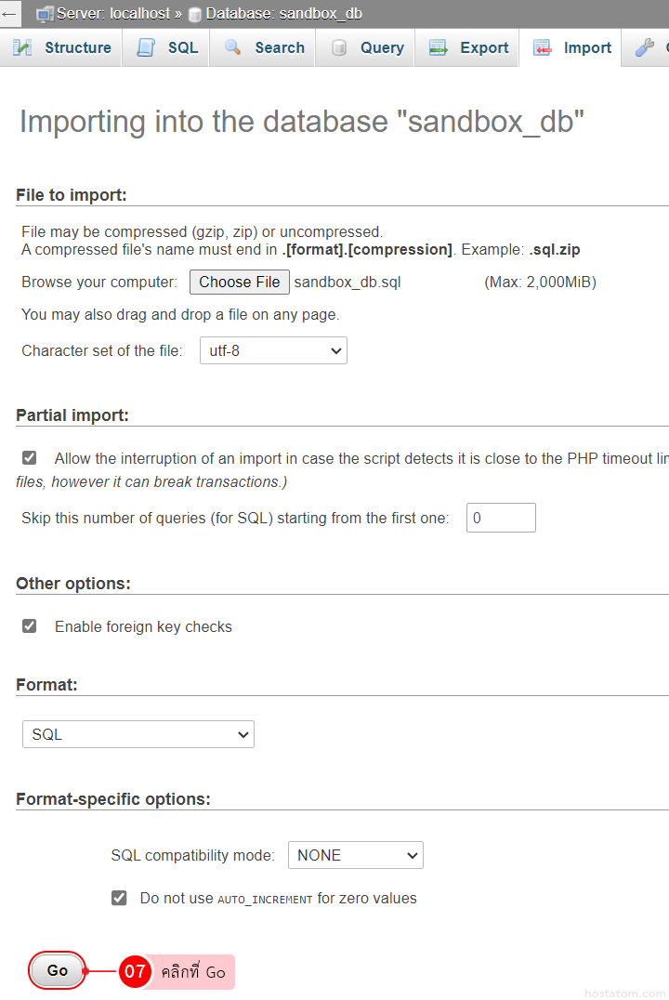 Server: localhost » Database: sandbox_db
Structure SQL Search Query Export Import
Importing into the database "sandbox_db"
File to import:
File may be compressed (gzip, zip) or uncompressed.
A compressed file's name must end in .[format].[compression]. Example: .sql.zip
Browse your computer: Choose File sandbox_db.sql (Max: 2,000MiB)
You may also drag and drop a file on any page.
Character set of the file: utf-8
Partial import:
Allow the interruption of an import in case the script detects it is close to the PHP timeout
files, however it can break transactions.)
Skip this number of queries (for SQL) starting from the first one: 0
Other options:
Enable foreign key checks
Format:
SQL
Format-specific options:
SQL compatibility mode: NONE
Do not use AUTO_INCREMENT for zero values
Go 07 คลิกที่ Go
hostatom.com